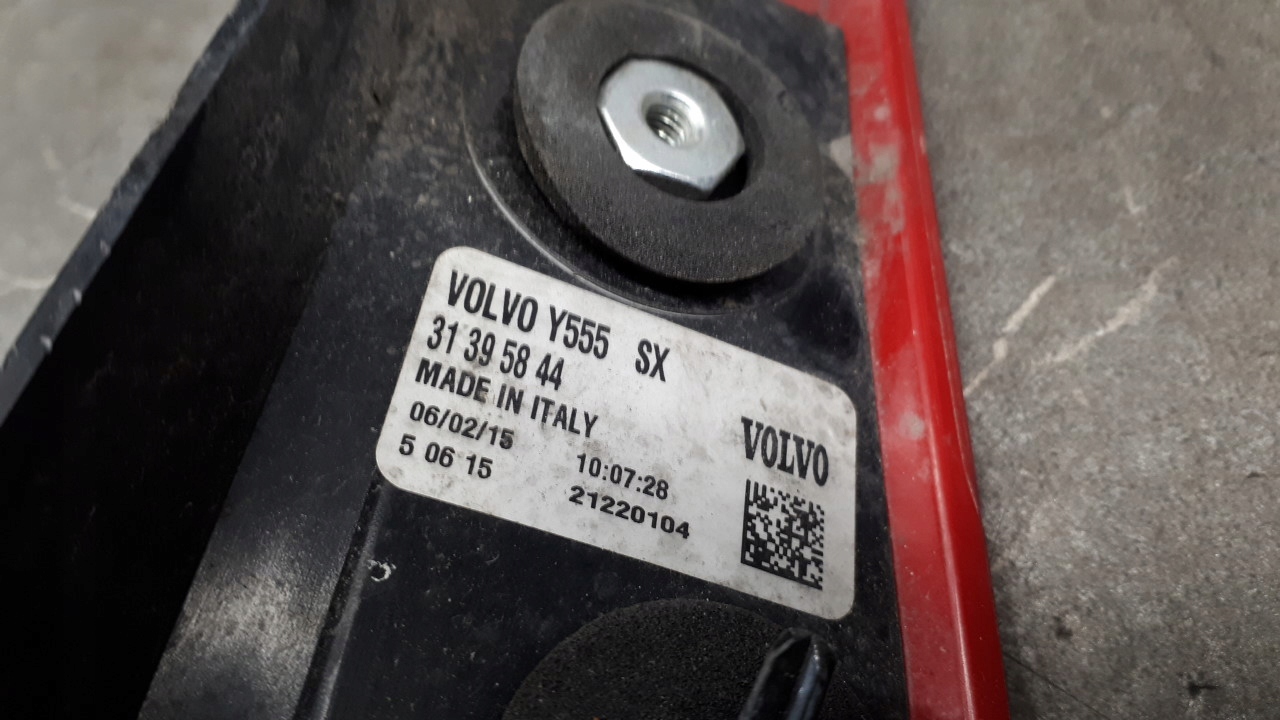 VOLVO Y555 SX
31 39 58 44
MADE IN ITALY
06/02/15 10:07:28
5 06 15 21220104
VOLVO